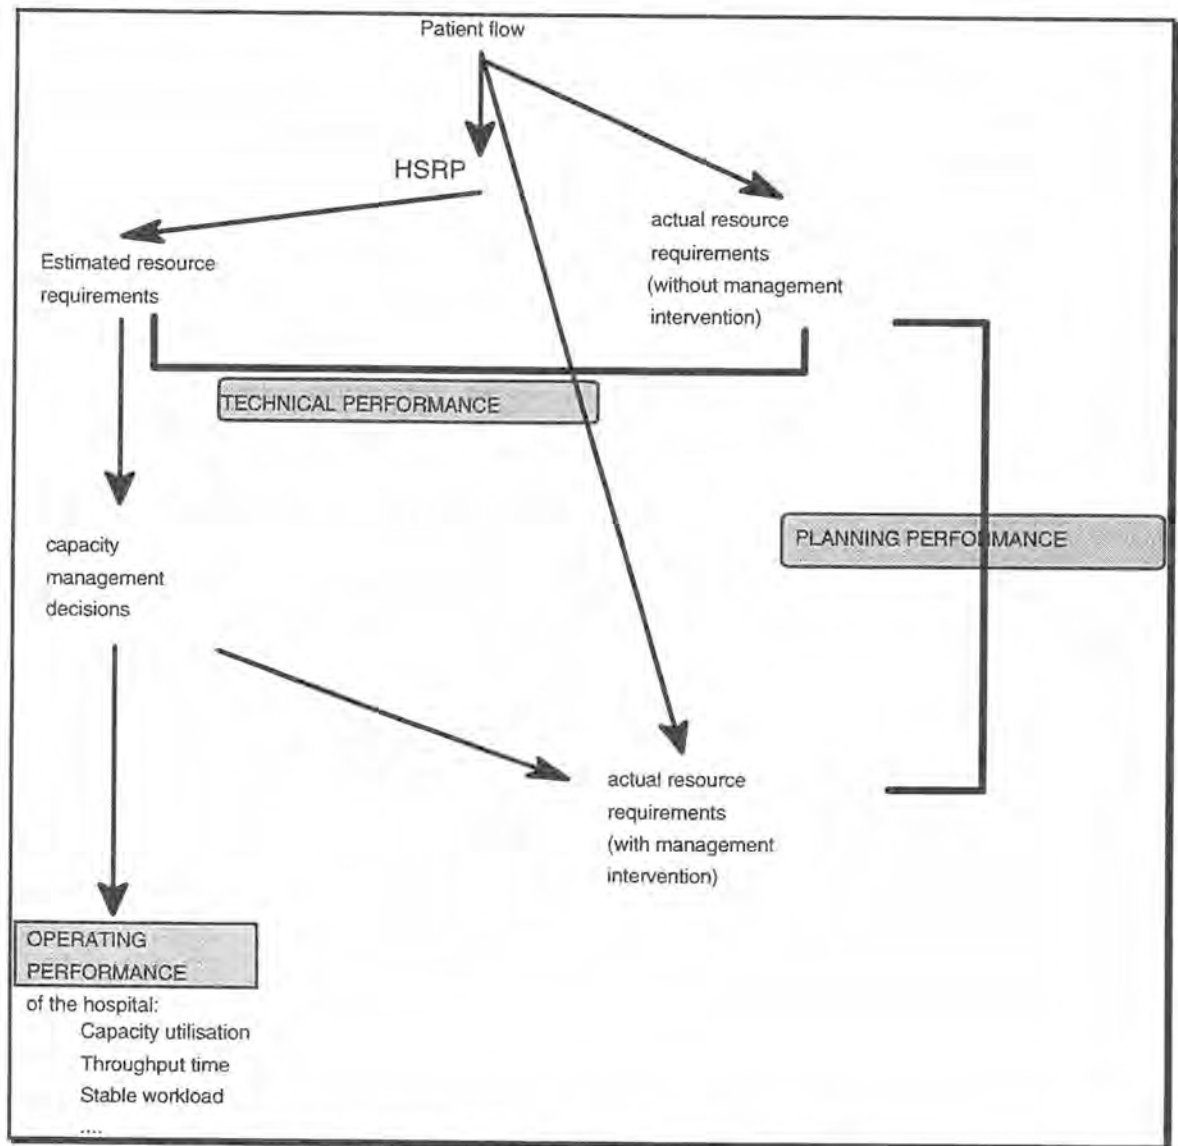 Patient flow
HSRP
actual resource
requirements
(without management
intervention)
Estimated resource
requirements
TECHNICAL PERFORMANCE
PLANNING PERFORMANCE
capacity
management
decisions
actual resource
requirements
(with management
intervention)
OPERATING
PERFORMANCE
of the hospital:
Capacity utilisation
Throughput time
Stable workload
....